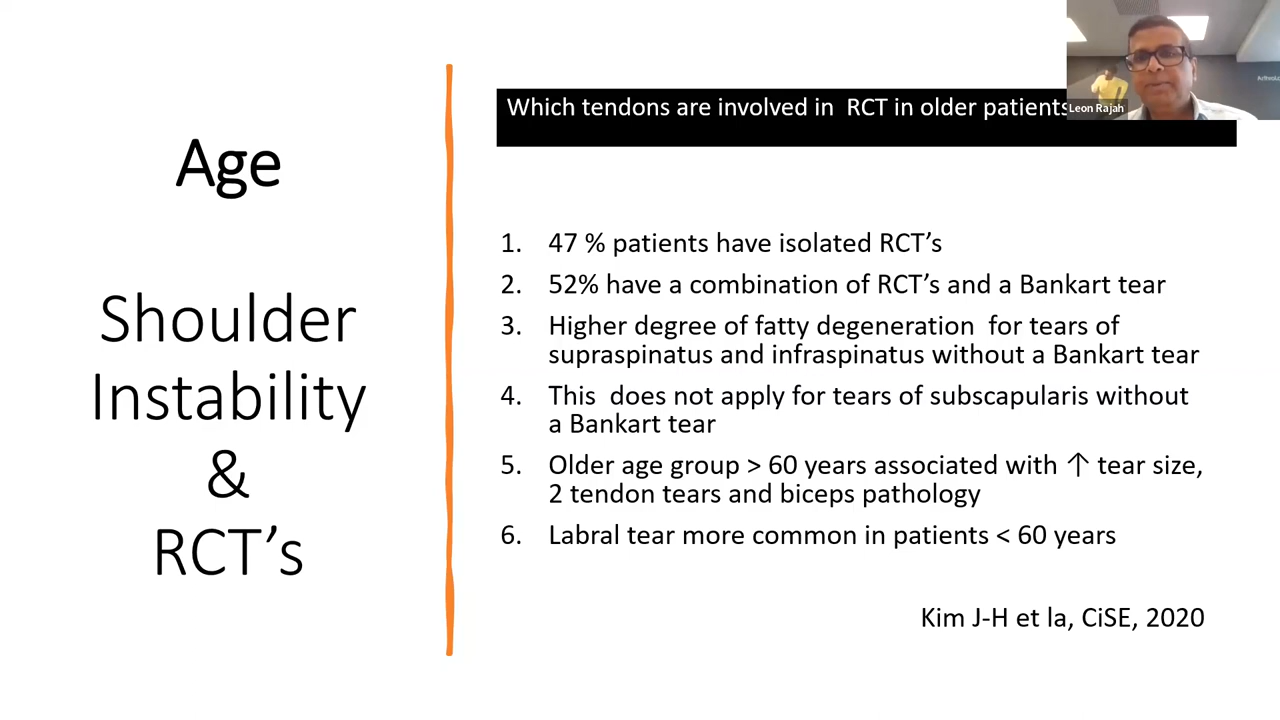 Age
Shoulder
Instability
&
RCT’s
Which tendons are involved in RCT in older patients
1. 47 % patients have isolated RCT’s
2. 52% have a combination of RCT’s and a Bankart tear
3. Higher degree of fatty degeneration for tears of
supraspinatus and infraspinatus without a Bankart tear
4. This does not apply for tears of subscapularis without
a Bankart tear
5. Older age group > 60 years associated with ↑ tear size,
2 tendon tears and biceps pathology
6. Labral tear more common in patients < 60 years
Kim J-H et la, CiSE, 2020
Leon Rajah